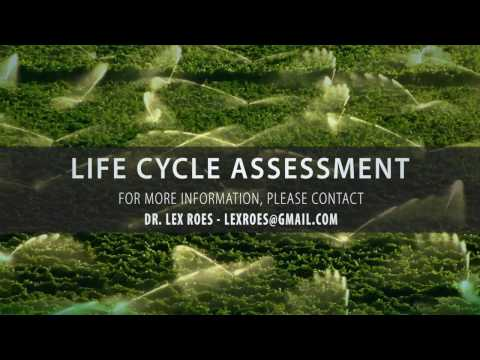 LIFE CYCLE ASSESSMENT
FOR MORE INFORMATION, PLEASE CONTACT
DR. LEX ROES - LEXROES@GMAIL.COM